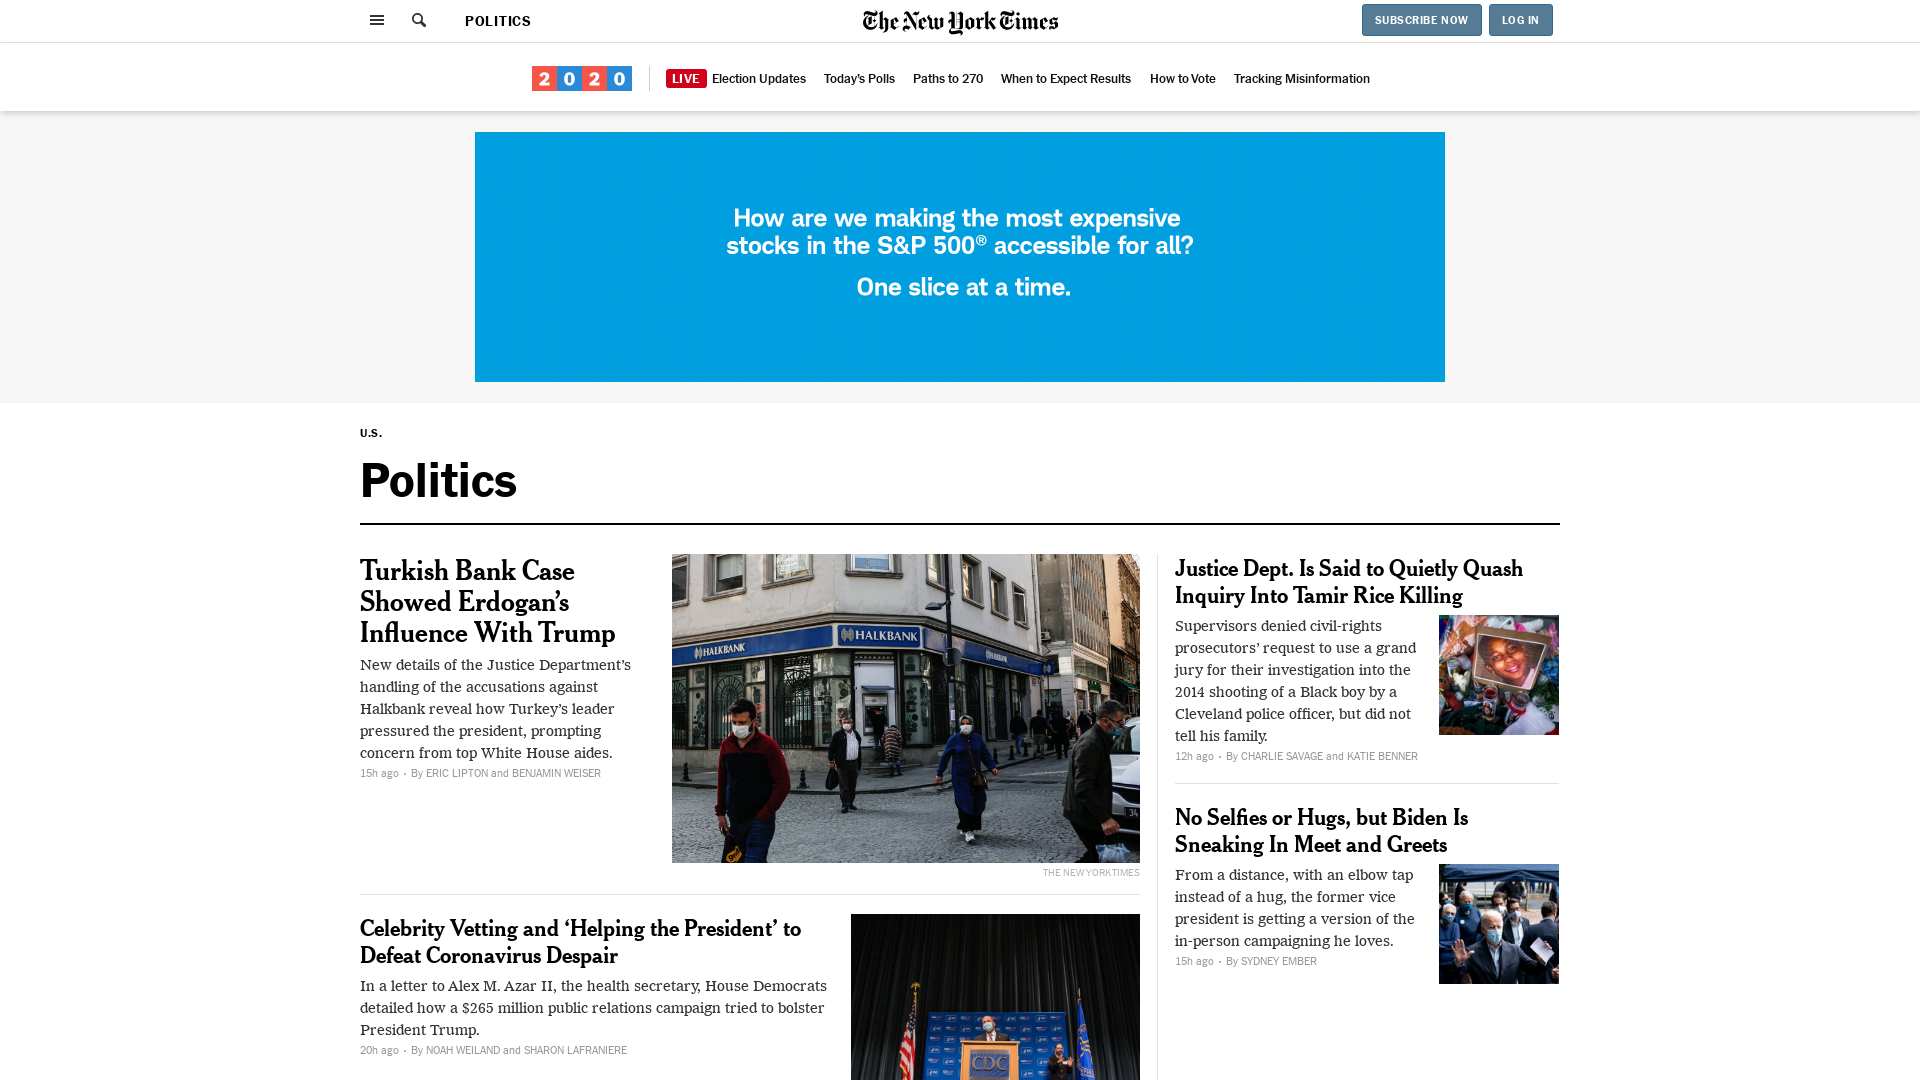 POLITICS
The New York Times
SUBSCRIBE NOW
LOG IN
2020
LIVE Election Updates
Today's Polls
Paths to 270
When to Expect Results
How to Vote
Tracking Misinformation
How are we making the most expensive
stocks in the S&P 500® accessible for all?
One slice at a time.
U.S.
Politics
Turkish Bank Case
Showed Erdogan's
Influence With Trump
New details of the Justice Department's
handling of the accusations against
Halkbank reveal how Turkey's leader
pressured the president, prompting
concern from top White House aides.
15h ago • By ERIC LIPTON and BENJAMIN WEISER
HALKBANK
HALKBANK
HALKBANK
34
THE NEW YORK TIMES
Celebrity Vetting and ‘Helping the President’ to
Defeat Coronavirus Despair
In a letter to Alex M. Azar II, the health secretary, House Democrats
detailed how a $265 million public relations campaign tried to bolster
President Trump.
20h ago • By NOAH WEILAND and SHARON LAFRANIERE
CDC
Justice Dept. Is Said to Quietly Quash
Inquiry Into Tamir Rice Killing
Supervisors denied civil-rights
prosecutors’ request to use a grand
jury for their investigation into the
2014 shooting of a Black boy by a
Cleveland police officer, but did not
tell his family.
12h ago • By CHARLIE SAVAGE and KATIE BENNER
No Selfies or Hugs, but Biden Is
Sneaking In Meet and Greets
From a distance, with an elbow tap
instead of a hug, the former vice
president is getting a version of the
in-person campaigning he loves.
15h ago • By SYDNEY EMBER